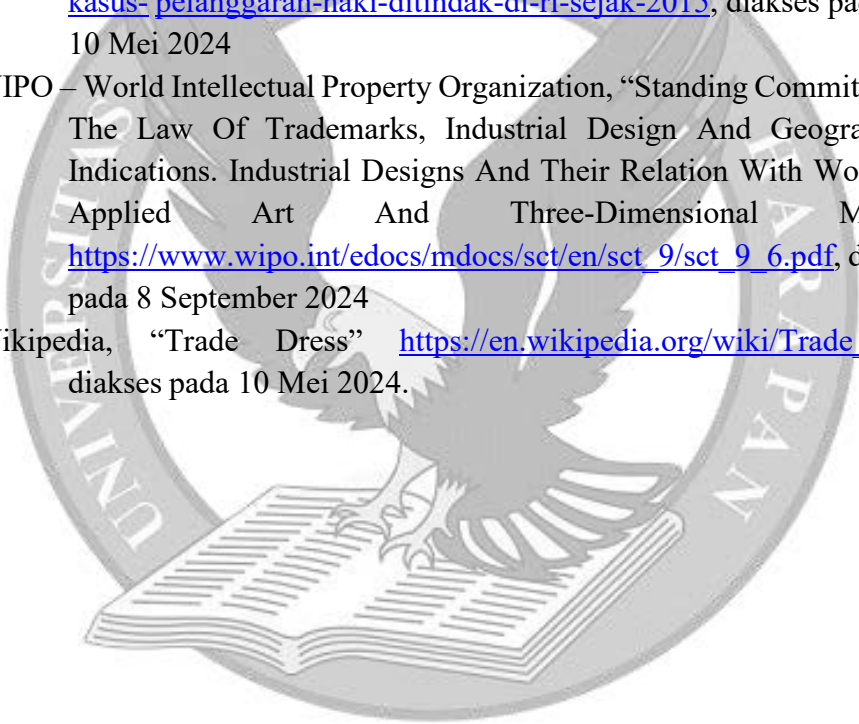 kasus- pelanggaran-haki-ditindak-di-ri-sejak-2015, diakses pa
10 Mei 2024
WIPO – World Intellectual Property Organization, “Standing Commit
The Law Of Trademarks, Industrial Design And Geogra
Indications. Industrial Designs And Their Relation With Wo
Applied Art And Three-Dimensional M
https://www.wipo.int/edocs/mdocs/sct/en/sct_9/sct_9_6.pdf, d
pada 8 September 2024
ikipedia, “Trade Dress” https://en.wikipedia.org/wiki/Trade_
diakses pada 10 Mei 2024.
UNIVERSITAS
HARAPAN